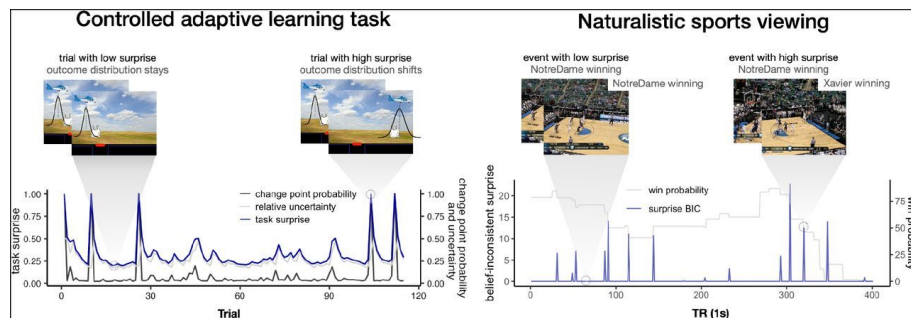 Controlled adaptive learning task
trial with low surprise
outcome distribution stays
trial with high surprise
outcome distribution shifts
task surprise
1.00
0.75
0.50
0.25
0.00
change point probability
relative uncertainty
task surprise
1.00
0.75
0.50
0.25
0.00
change point probability
and uncertainty
0
30
60
90
120
Trial
Naturalistic sports viewing
event with low surprise
NotreDame winning
NotreDame winning
event with high surprise
NotreDame winning
Xavier winning
belief-inconsistent surprise
20
15
10
5
0
win probability
surprise BIC
75
50
25
0
win probability
0
100
200
300
400
TR (1s)